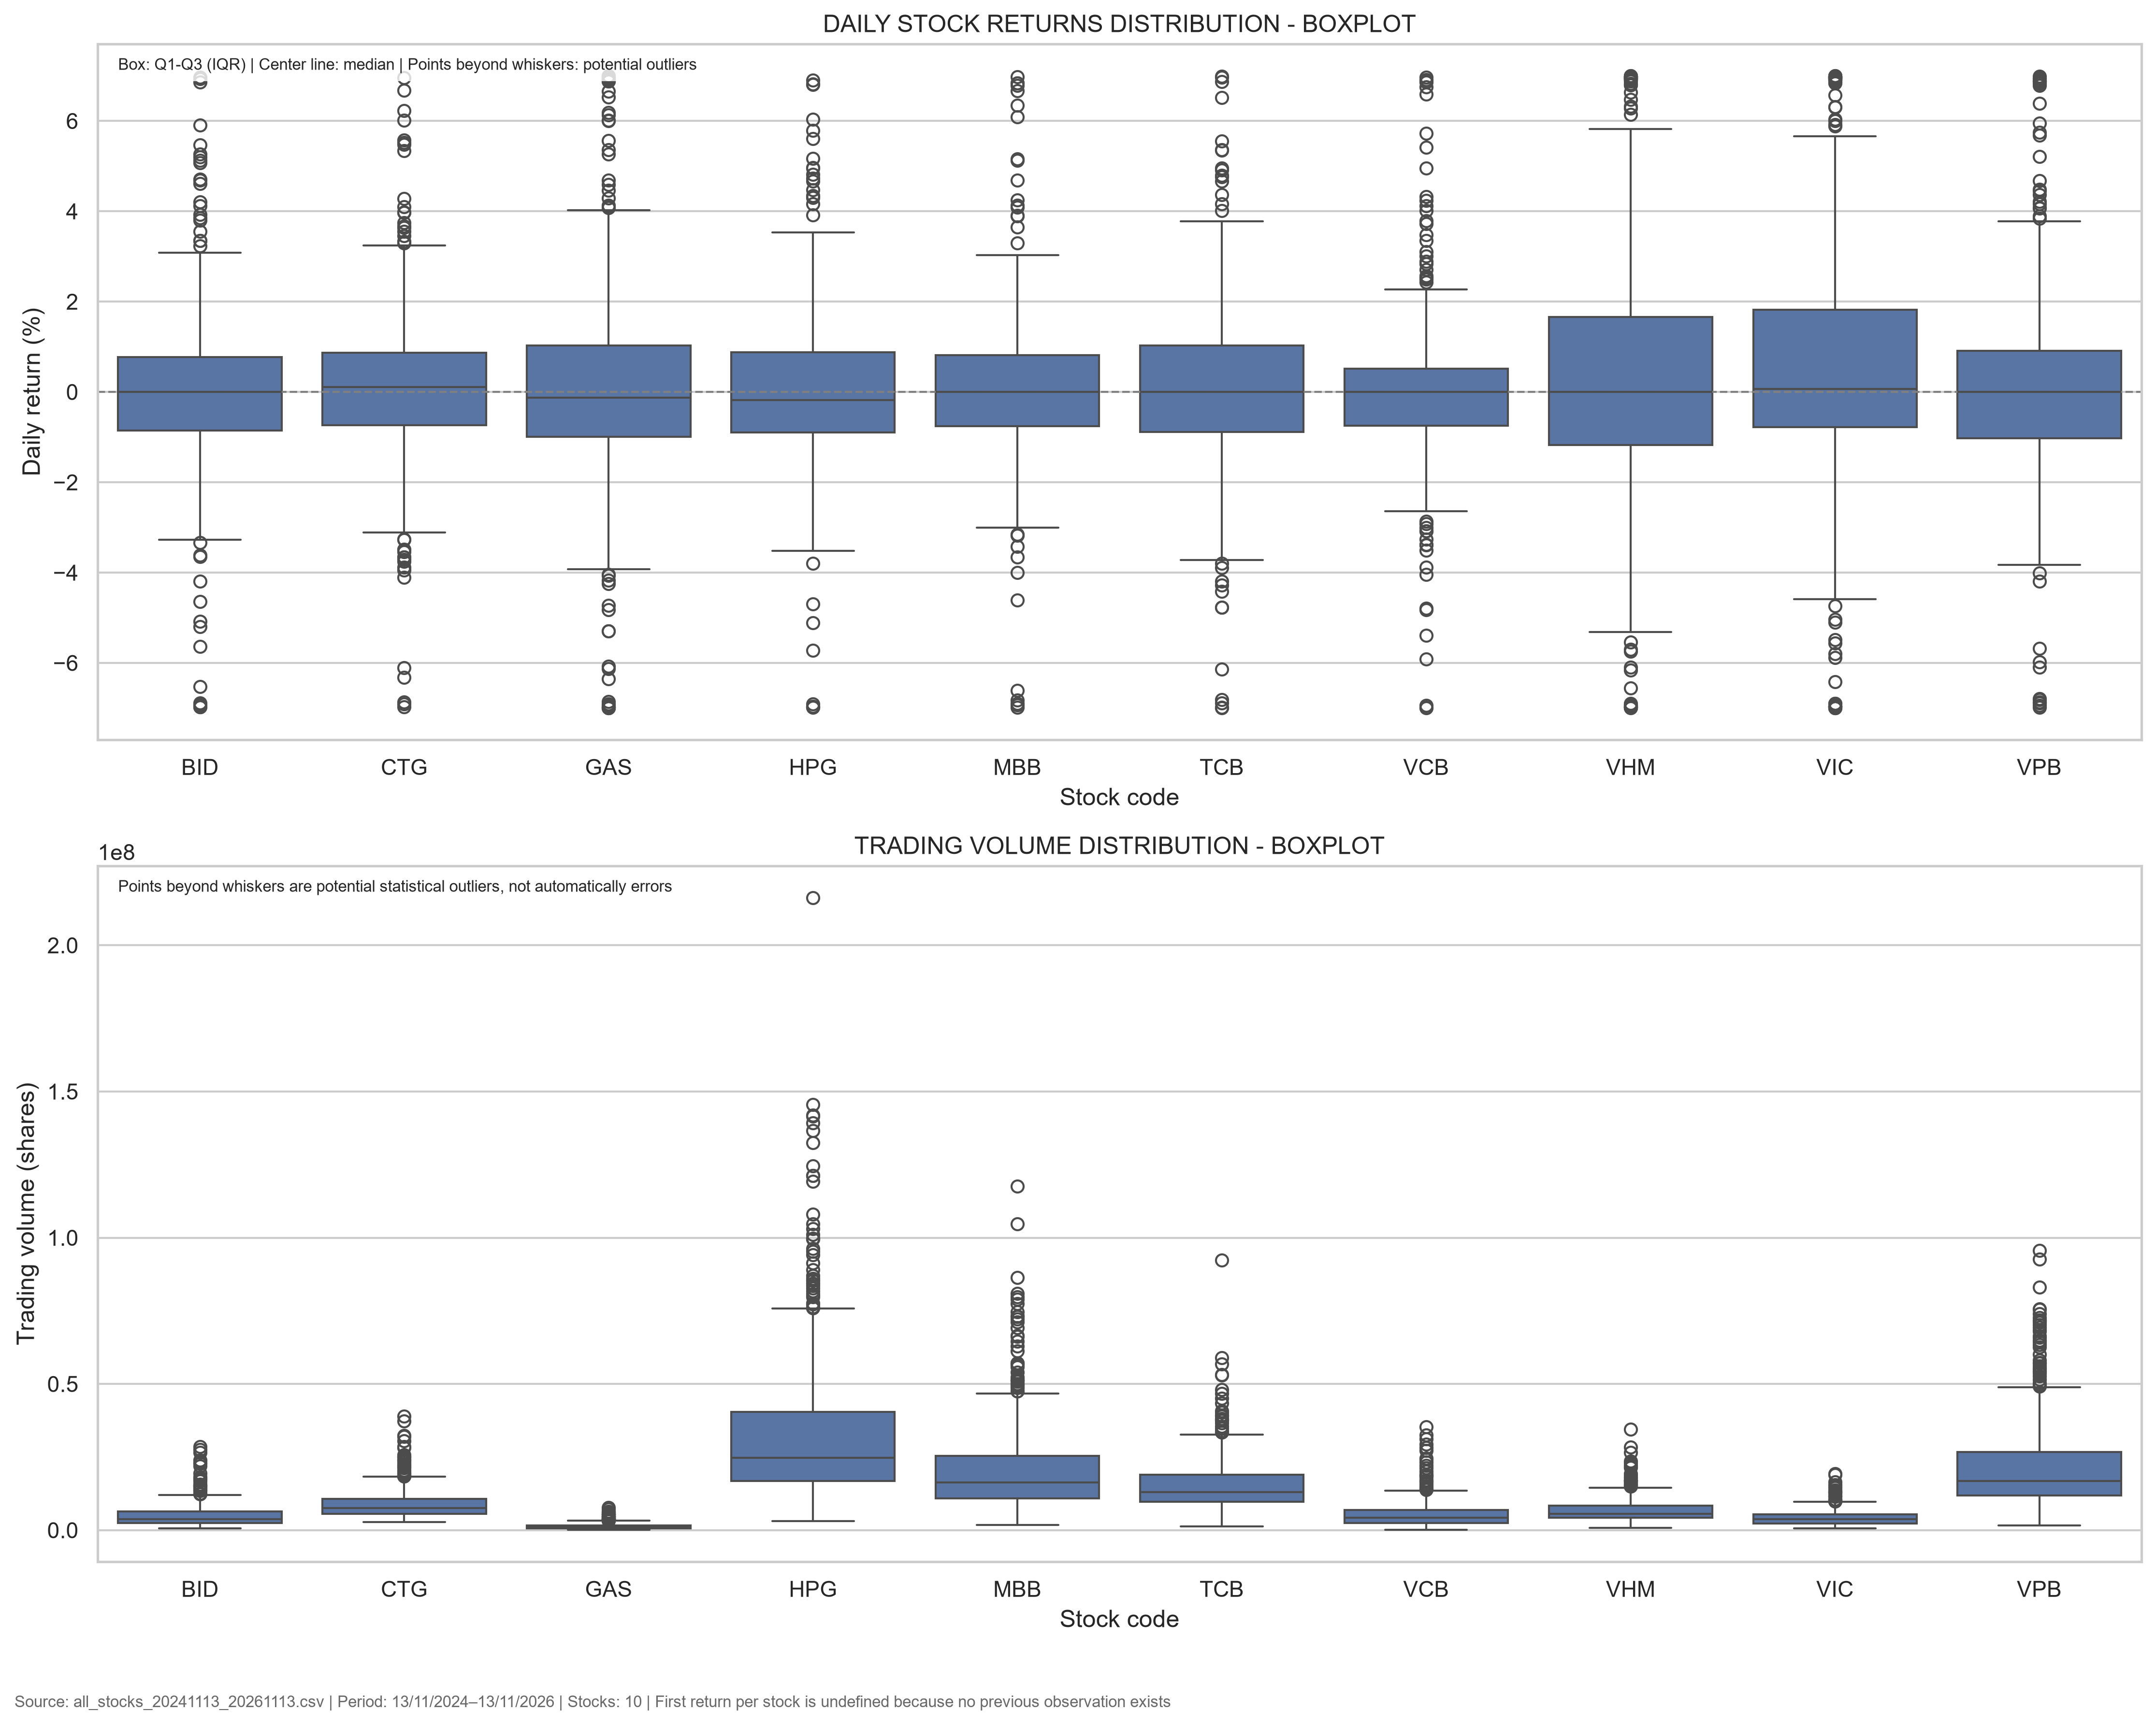 DAILY STOCK RETURNS DISTRIBUTION - BOXPLOT
Box: Q1-Q3 (IQR) | Center line: median | Points beyond whiskers: potential outliers
Daily return (%)
6
4
2
0
−2
−4
−6
BID CTG GAS HPG MBB TCB VCB VHM VIC VPB
Stock code
TRADING VOLUME DISTRIBUTION - BOXPLOT
1e8
Points beyond whiskers are potential statistical outliers, not automatically errors
Trading volume (shares)
2.0
1.5
1.0
0.5
0.0
BID CTG GAS HPG MBB TCB VCB VHM VIC VPB
Stock code
Source: all_stocks_20241113_20261113.csv | Period: 13/11/2024–13/11/2026 | Stocks: 10 | First return per stock is undefined because no previous observation exists